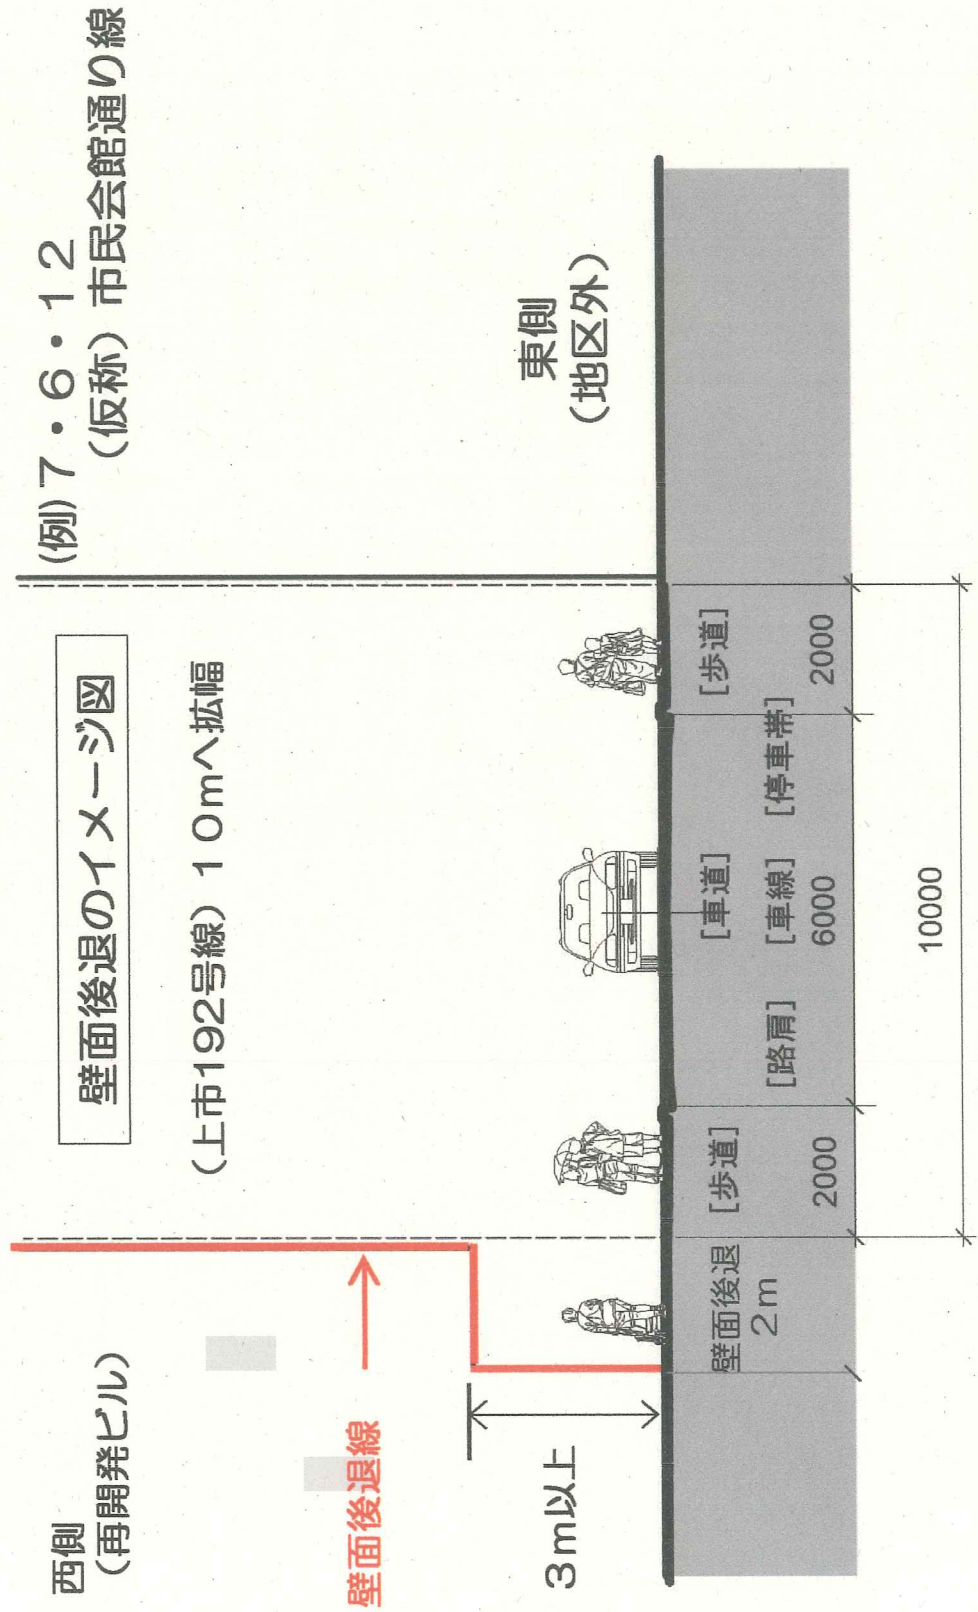 (例)７・６・１２
(仮称)市民会館通り線
壁面後退のイメージ図
(上市192号線)10mへ拡幅
西側
(再開発ビル)
東側
(地区外)
壁面後退線
3m以上
壁面後退
2m
[歩道]
2000
[車道]
[路肩] [車線] [停車帯]
6000
[歩道]
2000
10000